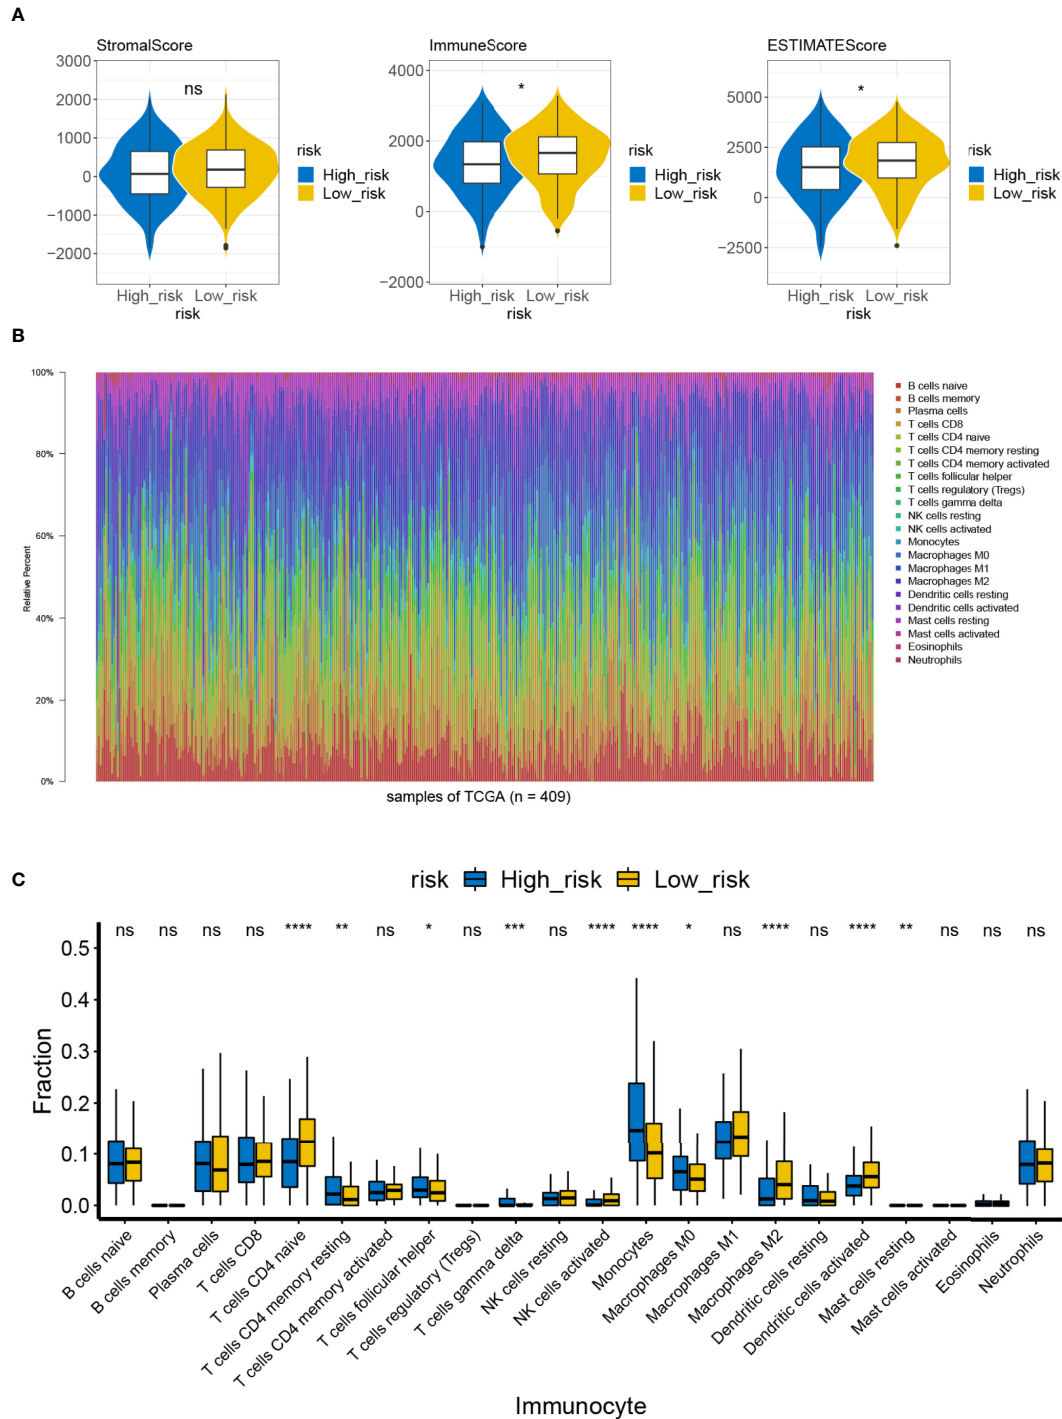 A
StromalScore
ImmuneScore
ESTIMATEScore
3000
2000
1000
0
−1000
−2000
ns
High_risk Low_risk
risk
risk
High_risk
Low_risk
4000
2000
0
−2000
*
High_risk Low_risk
risk
risk
High_risk
Low_risk
5000
2500
0
−2500
*
High_risk Low_risk
risk
risk
High_risk
Low_risk
B
100%
80%
60%
40%
20%
0%
Relative Percent
samples of TCGA (n = 409)
B cells naive
B cells memory
Plasma cells
T cells CD8
T cells CD4 naive
T cells CD4 memory resting
T cells CD4 memory activated
T cells follicular helper
T cells regulatory (Tregs)
T cells gamma delta
NK cells resting
NK cells activated
Monocytes
Macrophages M0
Macrophages M1
Macrophages M2
Dendritic cells resting
Dendritic cells activated
Mast cells resting
Mast cells activated
Eosinophils
Neutrophils
C
risk High_risk Low_risk
ns ns ns ns **** ** ns * ns *** ns **** **** * ns **** ns **** ** ns ns ns
0.5
0.4
0.3
0.2
0.1
0.0
Fraction
B cells naive
B cells memory
Plasma cells
T cells CD8
T cells CD4 naive
T cells CD4 memory resting
T cells CD4 memory activated
T cells follicular helper
T cells regulatory (Tregs)
T cells gamma delta
NK cells resting
NK cells activated
Monocytes
Macrophages M0
Macrophages M1
Macrophages M2
Dendritic cells resting
Dendritic cells activated
Mast cells resting
Mast cells activated
Eosinophils
Neutrophils
Immunocyte